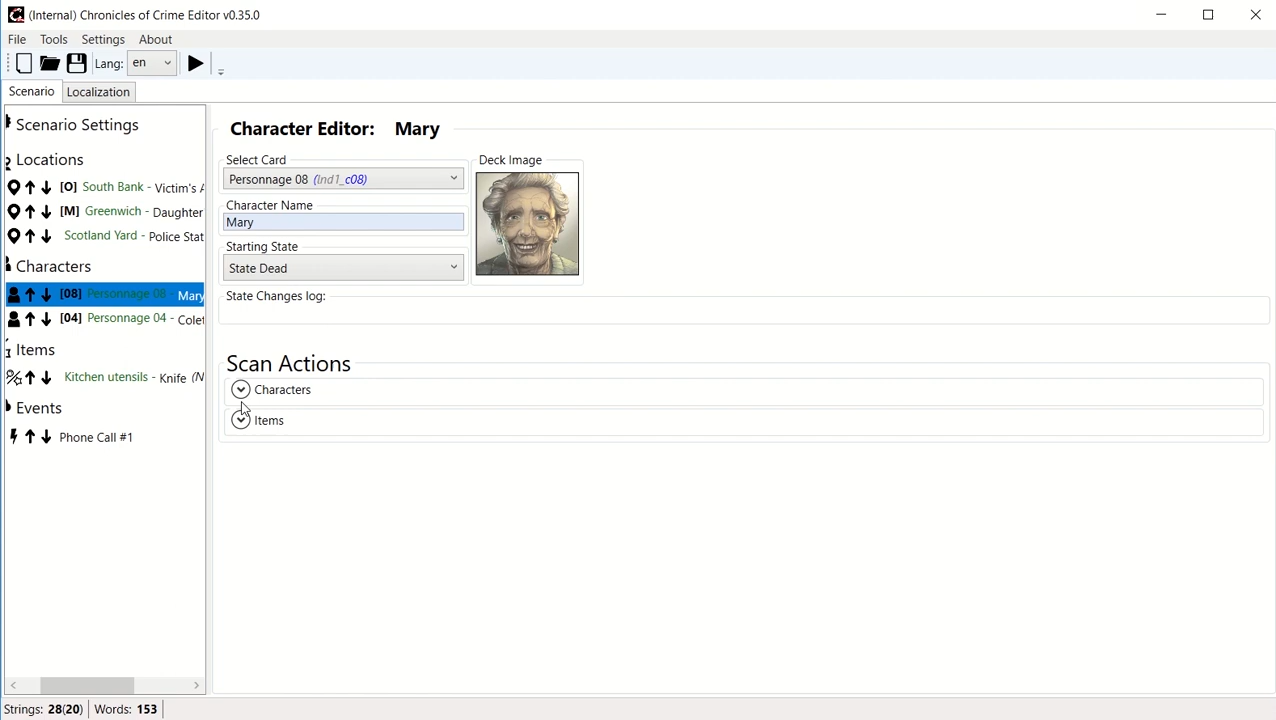 (Internal) Chronicles of Crime Editor v0.35.0
File Tools Settings About
Lang: en
Scenario Localization
Scenario Settings
Locations
[O] South Bank - Victim's
[M] Greenwich - Daughter
Scotland Yard - Police Stat
Characters
[08] Personnage 08 - Mary
[04] Personnage 04 - Colet
Items
Kitchen utensils - Knife (N
Events
Phone Call #1
Character Editor: Mary
Select Card
Personnage 08 (Ind1_c08)
Character Name
Mary
Starting State
State Dead
Deck Image
State Changes log:
Scan Actions
Characters
Items
Strings: 28(20) Words: 153